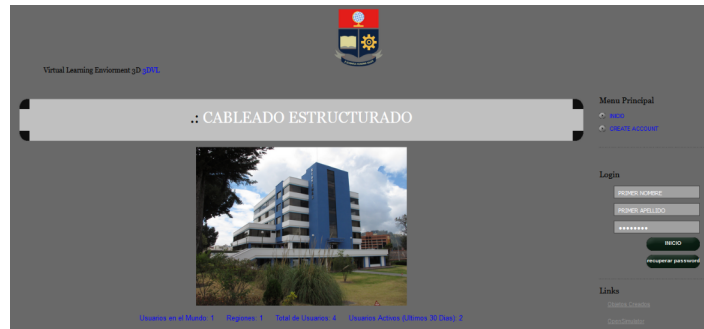 Virtual Learning Enviorment 3D 3DVL
.: CABLEADO ESTRUCTURADO
Usuarios en el Mundo: 1 Regiones: 1 Total de Usuarios: 4 Usuarios Activos (Ultimos 30 Dias): 2
Menu Principal
INICIO
CREATE ACCOUNT
Login
PRIMER NOMBRE
PRIMER APELLIDO
INICIO
recuperar password
Links
OpenSimulator